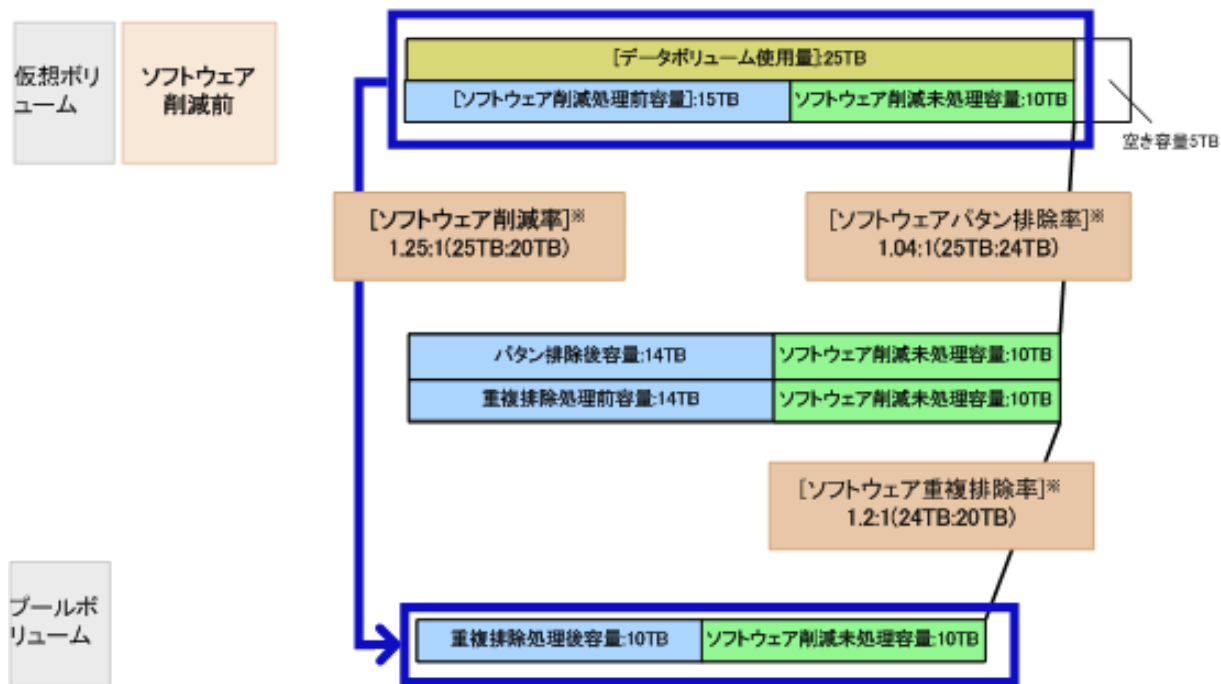 仮想ボリ
ューム
ソフトウェア
削減前
[データボリューム使用量]:25TB
[ソフトウェア削減処理前容量]:15TB
ソフトウェア削減未処理容量:10TB
空き容量5TB
[ソフトウェア削減率]※
1.25:1(25TB:20TB)
[ソフトウェアパタン排除率]※
1.04:1(25TB:24TB)
パタン排除後容量:14TB
ソフトウェア削減未処理容量:10TB
重複排除処理前容量:14TB
ソフトウェア削減未処理容量:10TB
[ソフトウェア重複排除率]※
1.2:1(24TB:20TB)
プールボ
リューム
重複排除処理後容量:10TB
ソフトウェア削減未処理容量:10TB